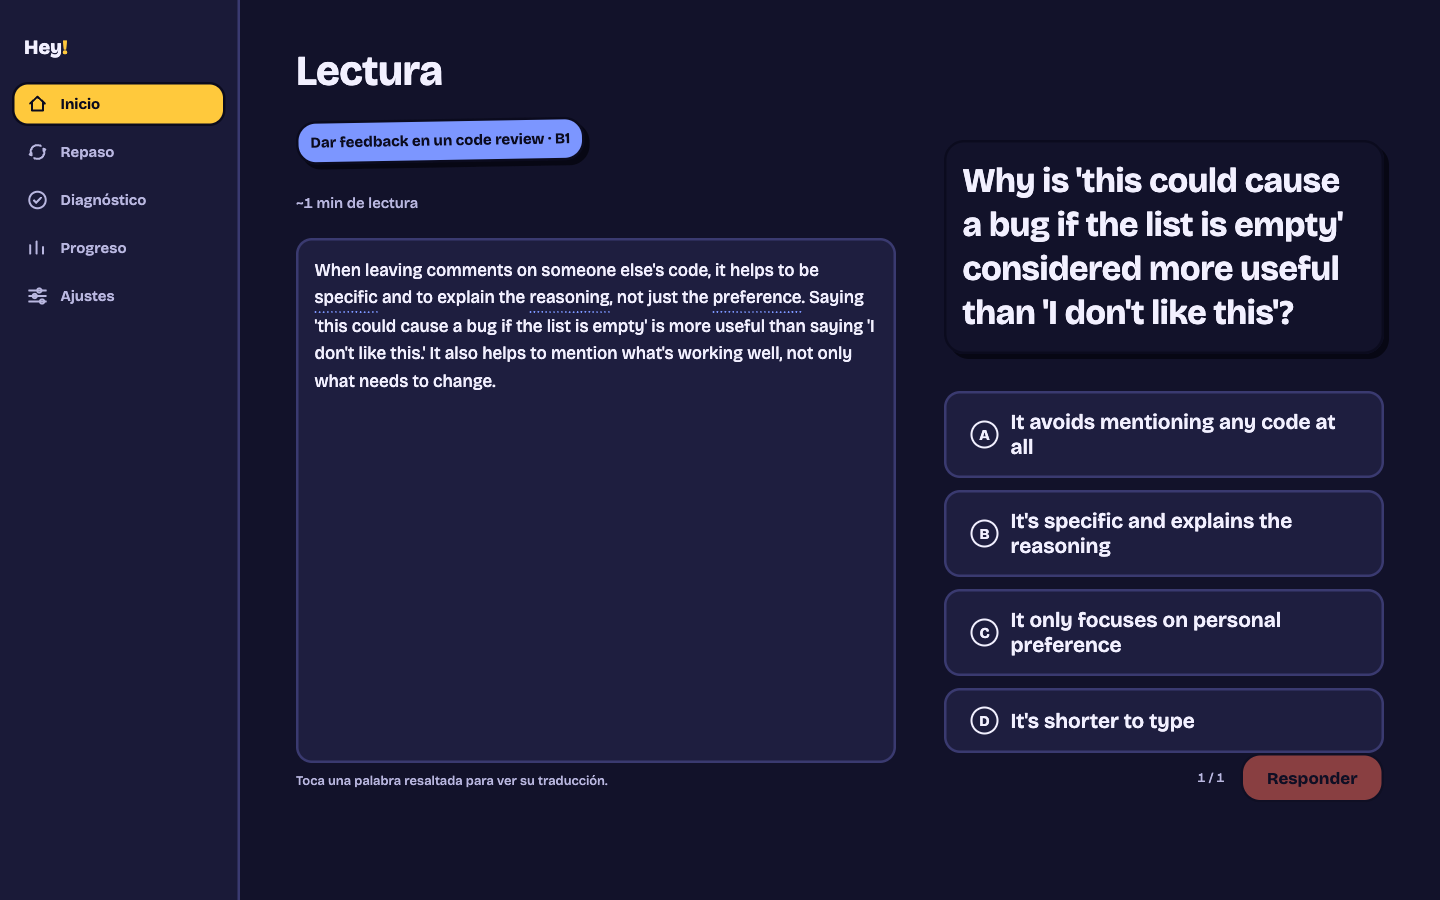 Hey!
Inicio
Repaso
Diagnóstico
Progreso
Ajustes
Lectura
Dar feedback en un code review · B1
~1 min de lectura
When leaving comments on someone else's code, it helps to be
specific and to explain the reasoning, not just the preference. Saying
'this could cause a bug if the list is empty' is more useful than saying 'I
don't like this.' It also helps to mention what's working well, not only
what needs to change.
Toca una palabra resaltada para ver su traducción.
Why is 'this could cause
a bug if the list is empty'
considered more useful
than 'I don't like this'?
A It avoids mentioning any code at
all
B It's specific and explains the
reasoning
C It only focuses on personal
preference
D It's shorter to type
1 / 1
Responder